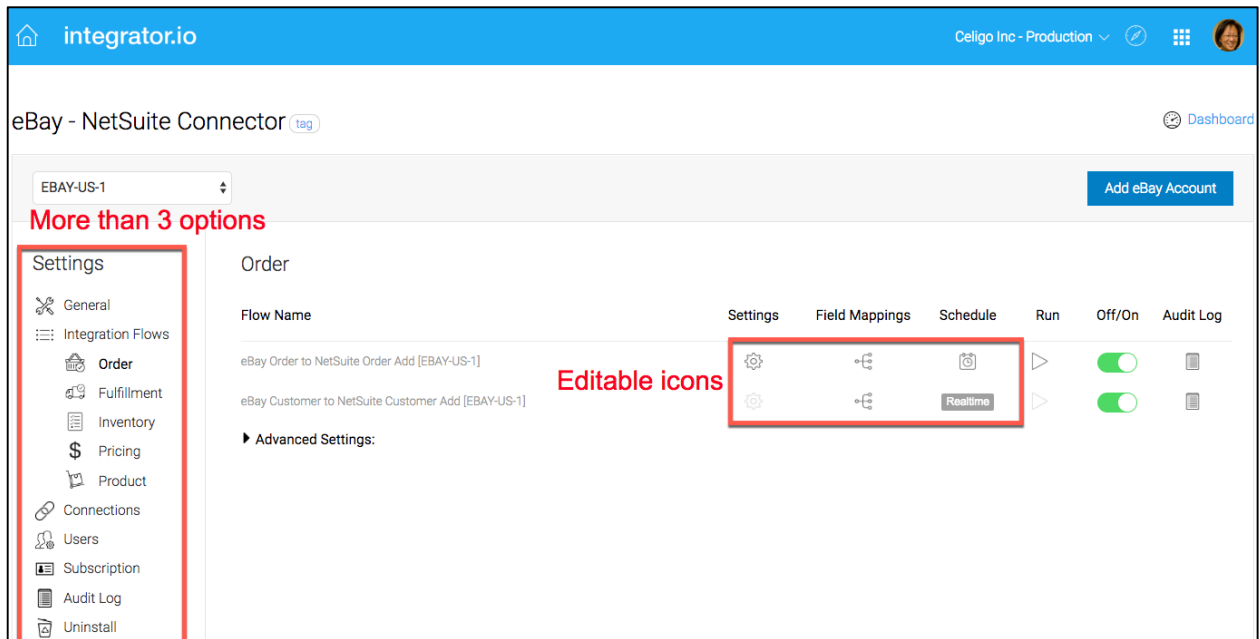 integrator.io
Celigo Inc - Production
eBay - NetSuite Connector tag
Dashboard
EBAY-US-1
Add eBay Account
More than 3 options
Settings
General
Integration Flows
Order
Fulfillment
Inventory
Pricing
Product
Connections
Users
Subscription
Audit Log
Uninstall
Order
Flow Name Settings Field Mappings Schedule Run Off/On Audit Log
eBay Order to NetSuite Order Add [EBAY-US-1]
Editable icons
eBay Customer to NetSuite Customer Add [EBAY-US-1] Realtime
Advanced Settings: